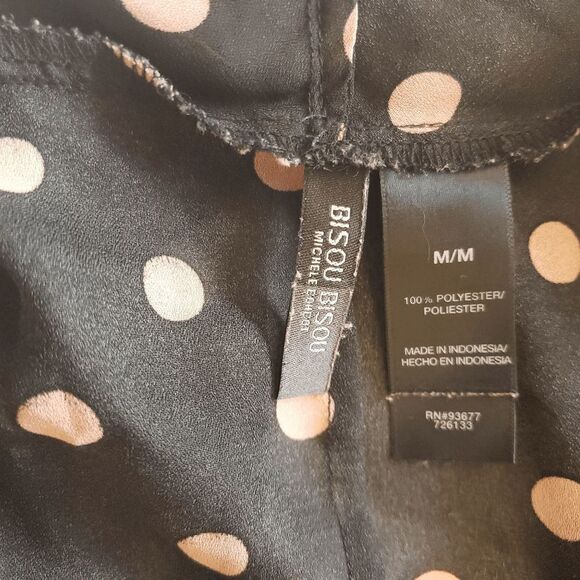 BISOU BISOU
MICHELE BOHBOT
M/M
100% POLYESTER/
POLIESTER
MADE IN INDONESIA/
HECHO EN INDONESIA
RN#93677
726133